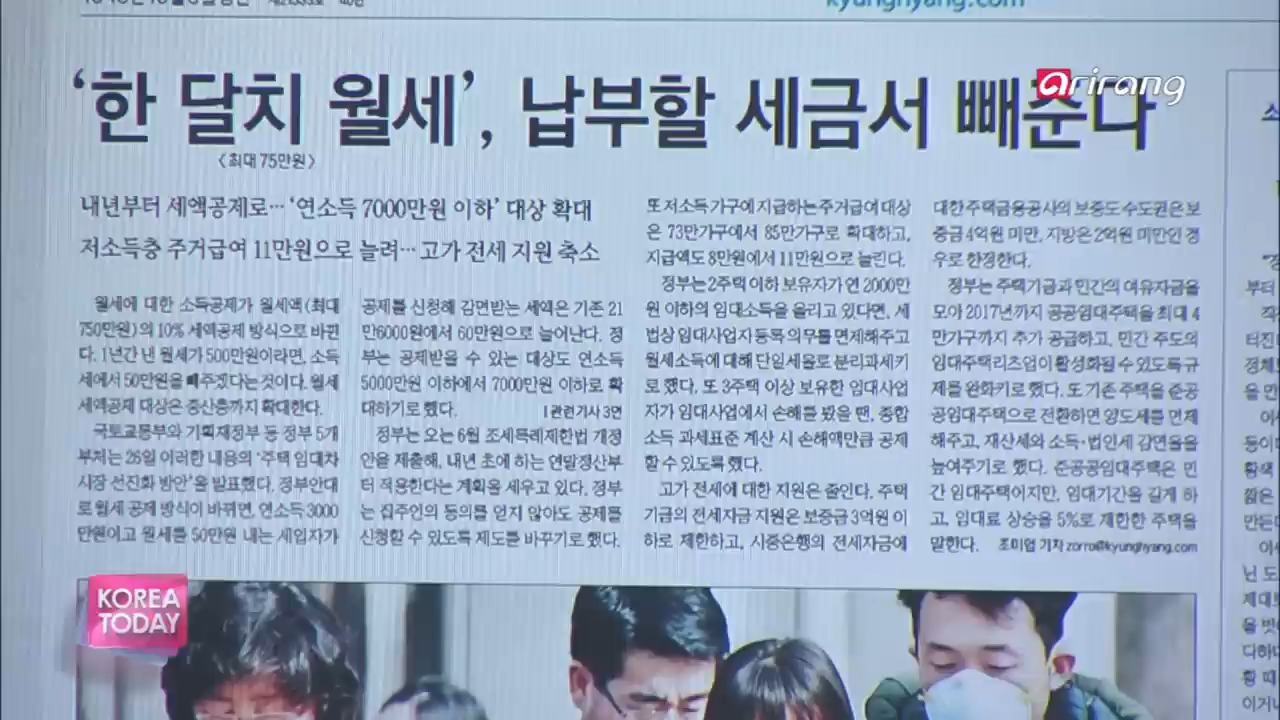 kyunghyang.com
arirang
‘한 달치 월세’, 납부할 세금서 빼준다
〈최대 75만원〉
내년부터 세액공제로…‘연소득 7000만원 이하’ 대상 확대
저소득층 주거급여 11만원으로 늘려…고가 전세 지원 축소
월세에 대한 소득공제가 월세액(최대
750만원)의 10% 세액공제 방식으로 바뀐
다. 1년간 낸 월세가 500만원이라면, 소득
세에서 50만원을 빼주겠다는 것이다. 월세
세액공제 대상은 중산층까지 확대한다.
국토교통부와 기획재정부 등 정부 5개
부처는 26일 이러한 내용의 ‘주택 임대차
시장 선진화 방안’을 발표했다. 정부안대
로 월세 공제 방식이 바뀌면, 연소득 3000
만원이고 월세를 50만원 내는 세입자가
공제를 신청해 감면받는 세액은 기존 21
만6000원에서 60만원으로 늘어난다. 정
부는 공제받을 수 있는 대상도 연소득
5000만원 이하에서 7000만원 이하로 확
대하기로 했다. | 관련기사 3면
정부는 오는 6월 조세특례제한법 개정
안을 제출해, 내년 초에 하는 연말정산부
터 적용한다는 계획을 세우고 있다. 정부
는 집주인의 동의를 얻지 않아도 공제를
신청할 수 있도록 제도를 바꾸기로 했다.
또 저소득 가구에 지급하는 주거급여 대상
은 73만가구에서 85만가구로 확대하고,
지급액도 8만원에서 11만원으로 늘린다.
정부는 2주택 이하 보유자가 연 2000만
원 이하의 임대소득을 올리고 있다면, 세
법상 임대사업자 등록 의무를 면제해주고
월세소득에 대해 단일세율로 분리과세키
로 했다. 또 3주택 이상 보유한 임대사업
자가 임대사업에서 손해를 봤을 땐, 종합
소득 과세표준 계산 시 손해액만큼 공제
할 수 있도록 했다.
고가 전세에 대한 지원은 줄인다. 주택
기금의 전세자금 지원은 보증금 3억원 이
하로 제한하고, 시중은행의 전세자금에
대한 주택금융공사의 보증도 수도권은 보
증금 4억원 미만, 지방은 2억원 미만인 경
우로 한정한다.
정부는 주택기금과 민간의 여유자금을
모아 2017년까지 공공임대주택을 최대 4
만가구까지 추가 공급하고, 민간 주도의
임대주택리츠업이 활성화될 수 있도록 규
제를 완화키로 했다. 또 기존 주택을 준공
공임대주택으로 전환하면 양도세를 면제
해주고, 재산세와 소득·법인세 감면율을
높여주기로 했다. 준공공임대주택은 민
간 임대주택이지만, 임대기간을 길게 하
고, 임대료 상승을 5%로 제한한 주택을
말한다. 조미덥 기자 zorro@kyunghyang.com
KOREA
TODAY